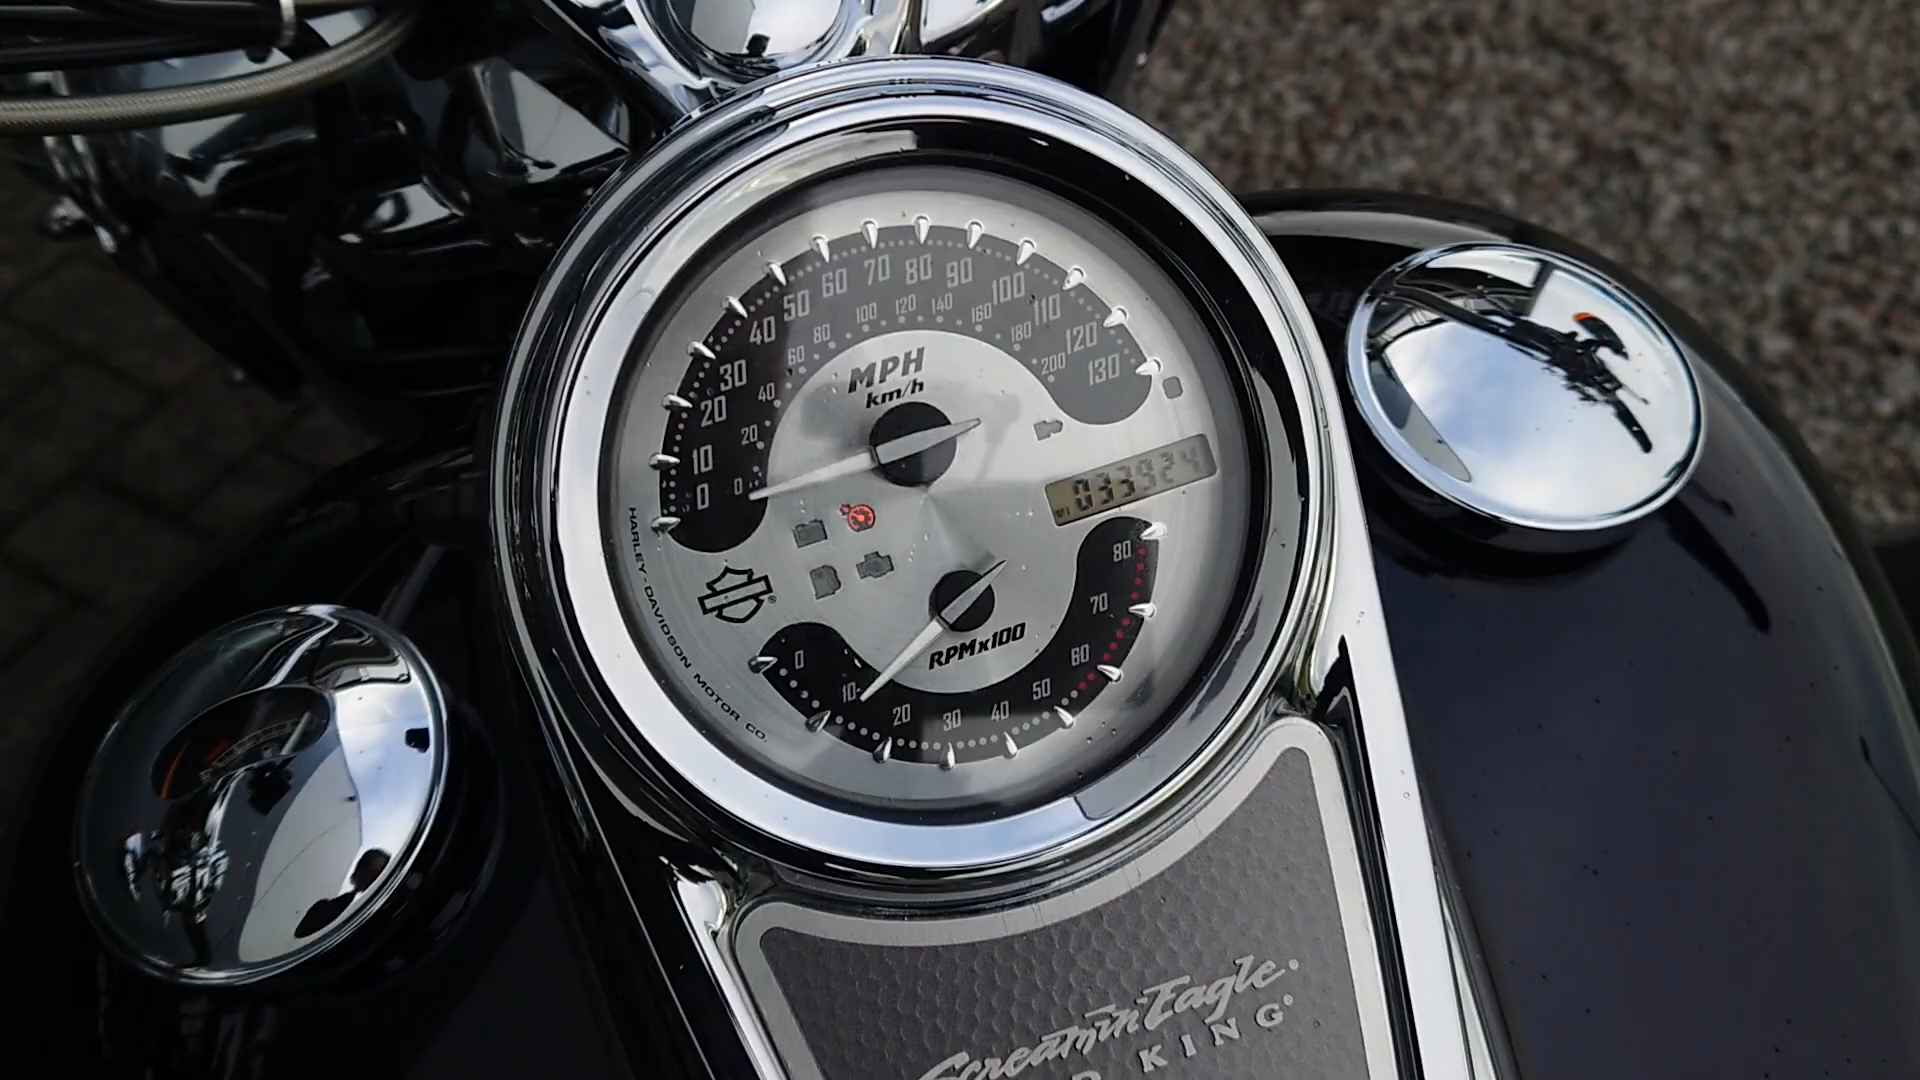 0 10 20 30 40 50 60 70 80 90 100 110 120 130
0 20 40 60 80 100 120 140 160 180 200
MPH
km/h
MI 033924
HARLEY-DAVIDSON MOTOR CO.
®
0 10 20 30 40 50 60 70 80
RPMx100
Screamin Eagle®
KING®